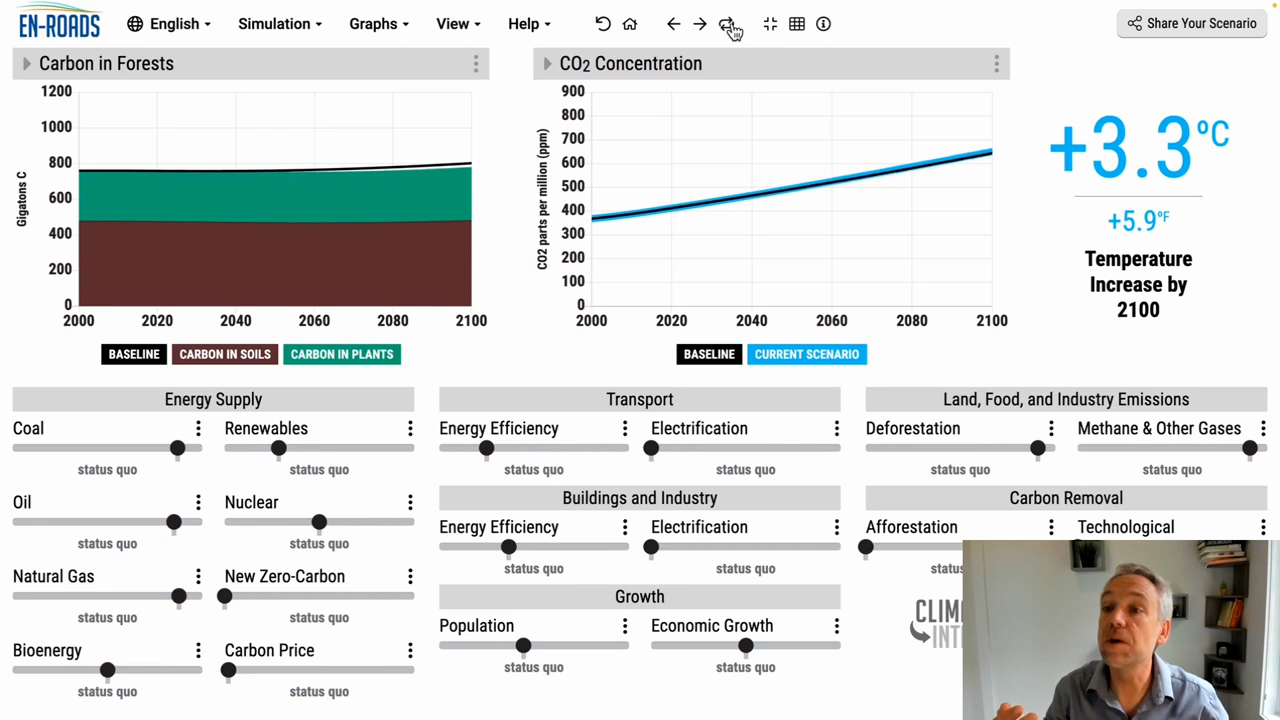 EN-ROADS
English
Simulation
Graphs
View
Help
Share Your Scenario
Carbon in Forests
1200
1000
800
600
400
200
0
Gigatons C
2000 2020 2040 2060 2080 2100
BASELINE CARBON IN SOILS CARBON IN PLANTS
CO2 Concentration
900
800
700
600
500
400
300
200
100
0
CO2 parts per million (ppm)
2000 2020 2040 2060 2080 2100
BASELINE CURRENT SCENARIO
+3.3°C
+5.9°F
Temperature
Increase by
2100
Energy Supply
Coal
status quo
Renewables
status quo
Oil
status quo
Nuclear
status quo
Natural Gas
status quo
New Zero-Carbon
status quo
Bioenergy
status quo
Carbon Price
status quo
Transport
Energy Efficiency
status quo
Electrification
status quo
Buildings and Industry
Energy Efficiency
status quo
Electrification
status quo
Growth
Population
status quo
Economic Growth
status quo
Land, Food, and Industry Emissions
Deforestation
status quo
Methane & Other Gases
status quo
Carbon Removal
Afforestation
Technological